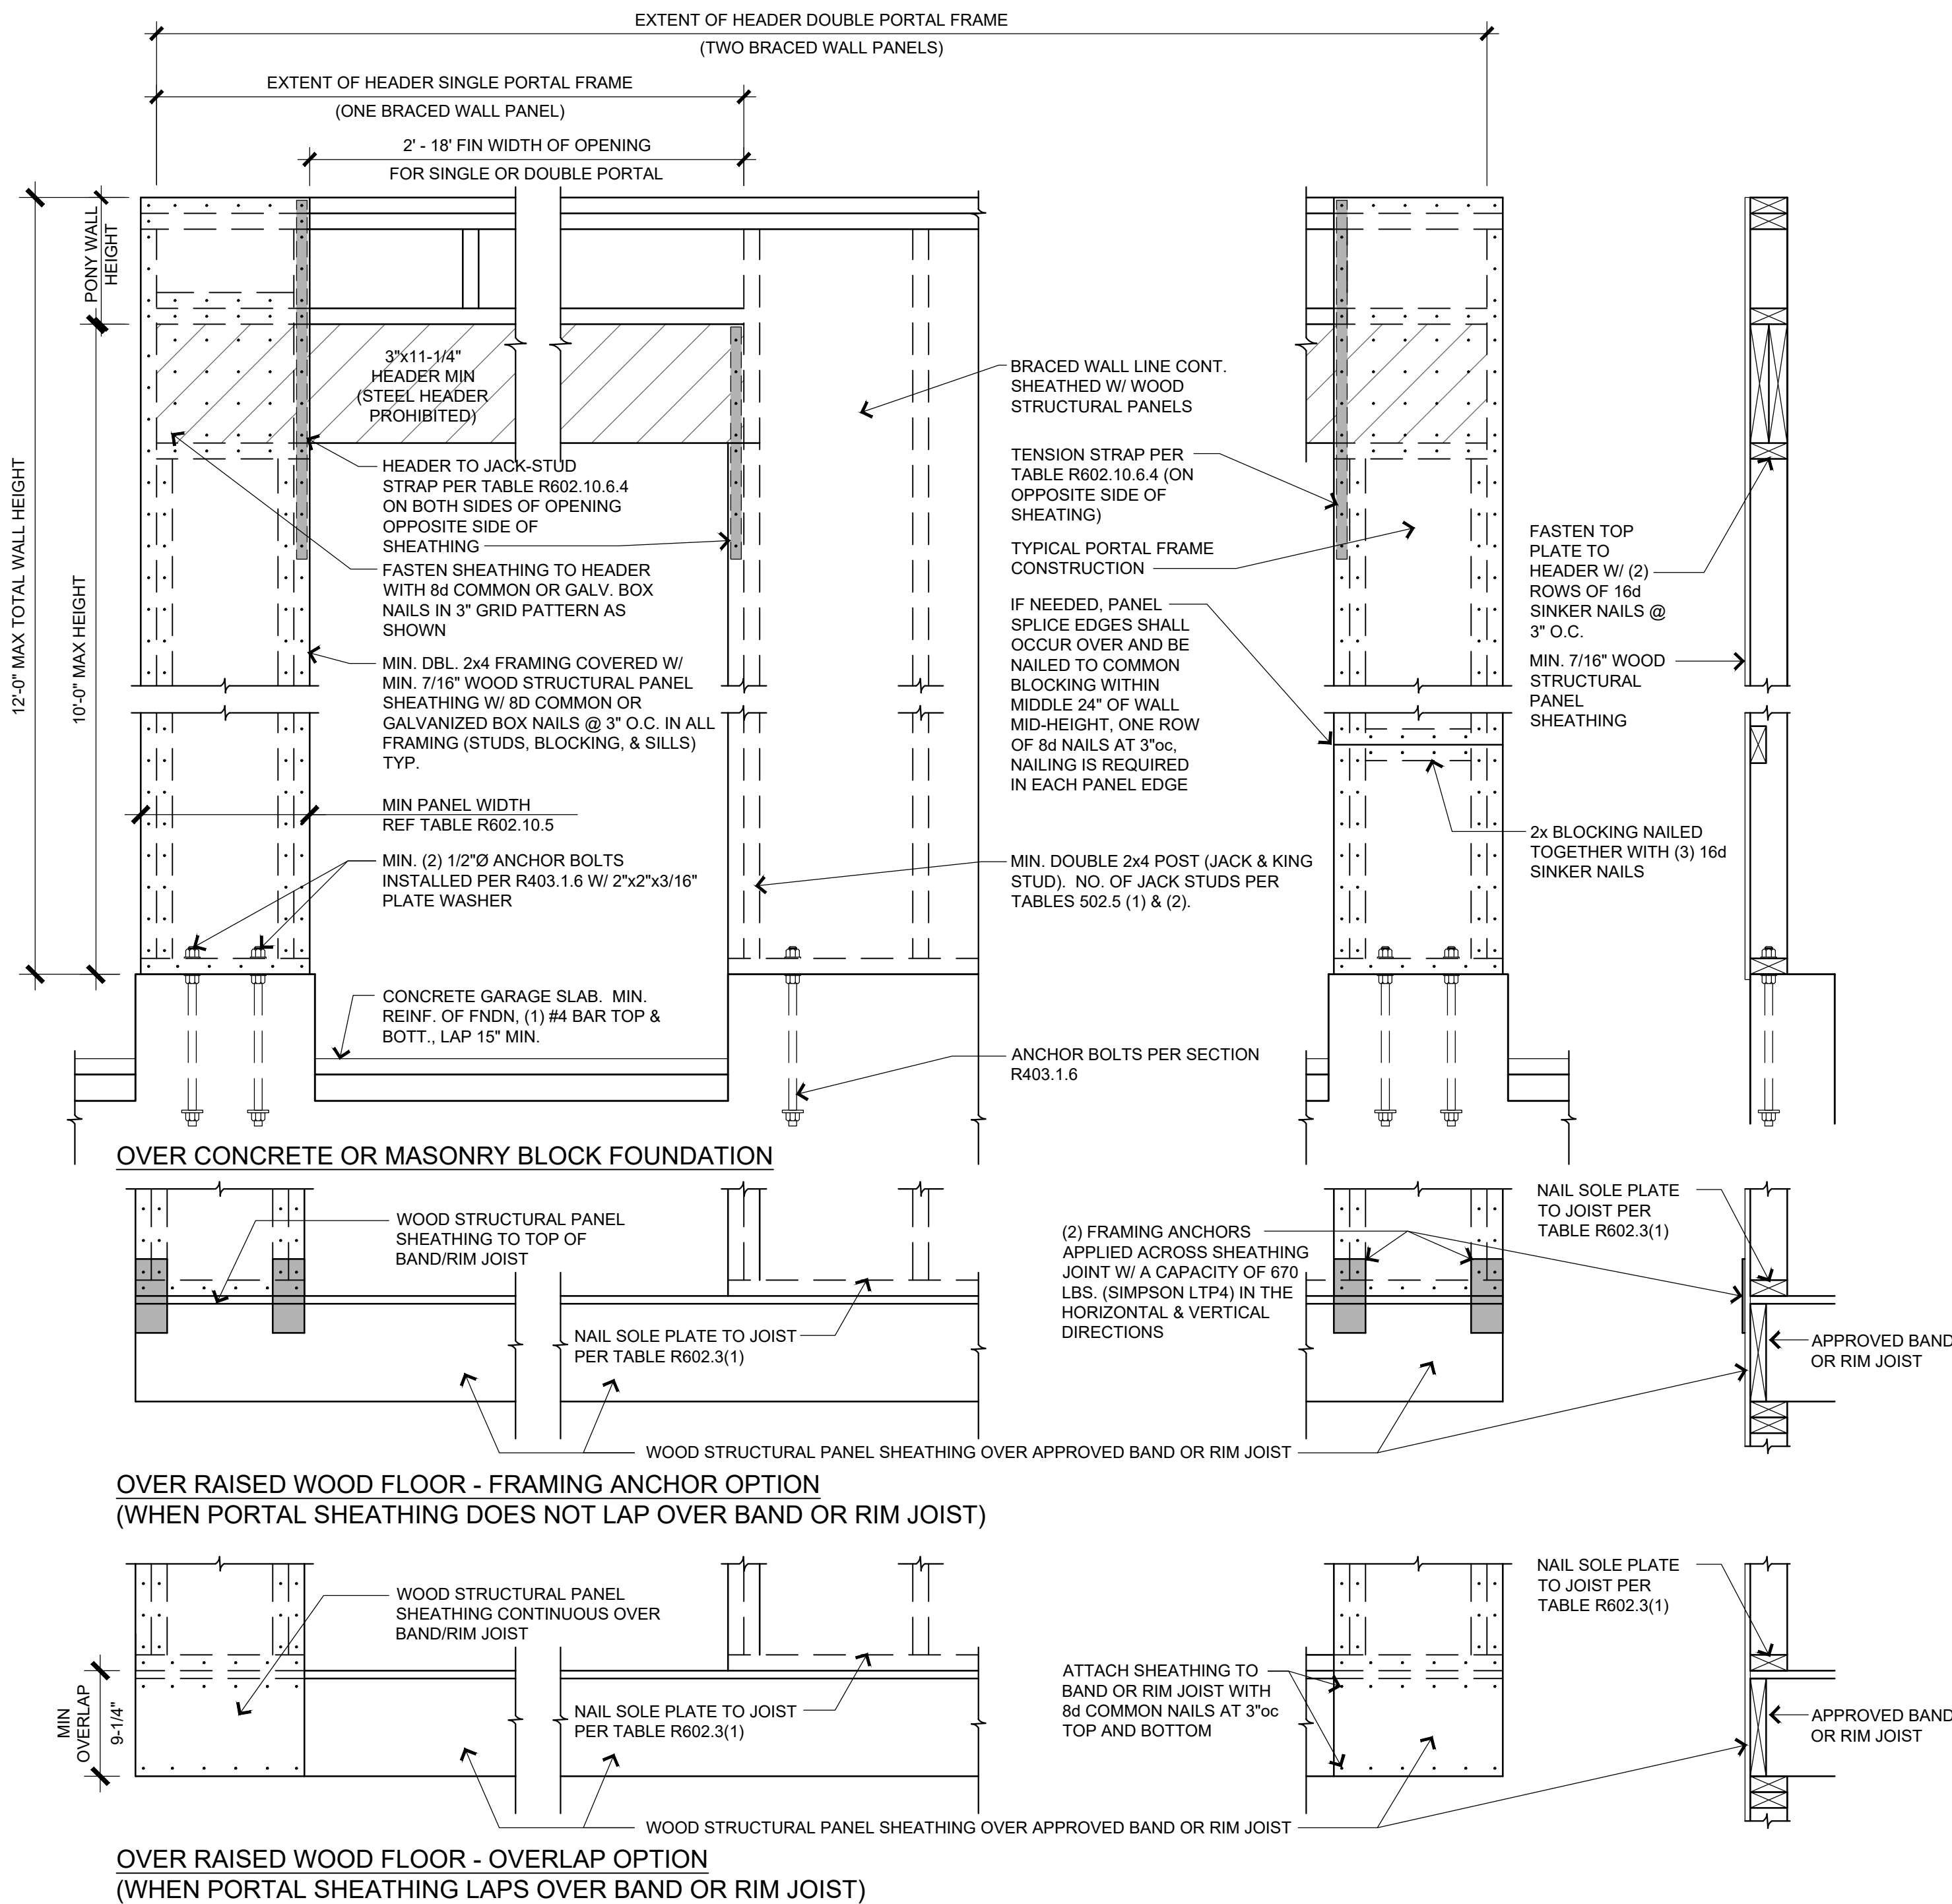 EXTENT OF HEADER DOUBLE PORTAL FRAME
(TWO BRACED WALL PANELS)
EXTENT OF HEADER SINGLE PORTAL FRAME
(ONE BRACED WALL PANEL)
2' - 18' FIN WIDTH OF OPENING
FOR SINGLE OR DOUBLE PORTAL
12'-0" MAX TOTAL WALL HEIGHT
PONY WALL
HEIGHT
10'-0" MAX HEIGHT
3"x11-1/4"
HEADER MIN
(STEEL HEADER
PROHIBITED)
HEADER TO JACK-STUD
STRAP PER TABLE R602.10.6.4
ON BOTH SIDES OF OPENING
OPPOSITE SIDE OF
SHEATHING
FASTEN SHEATHING TO HEADER
WITH 8d COMMON OR GALV. BOX
NAILS IN 3" GRID PATTERN AS
SHOWN
MIN. DBL. 2x4 FRAMING COVERED W/
MIN. 7/16" WOOD STRUCTURAL PANEL
SHEATHING W/ 8D COMMON OR
GALVANIZED BOX NAILS @ 3" O.C. IN ALL
FRAMING (STUDS, BLOCKING, & SILLS)
TYP.
MIN PANEL WIDTH
REF TABLE R602.10.5
MIN. (2) 1/2"Ø ANCHOR BOLTS
INSTALLED PER R403.1.6 W/ 2"x2"x3/16"
PLATE WASHER
CONCRETE GARAGE SLAB. MIN.
REINF. OF FNDN, (1) #4 BAR TOP &
BOTT., LAP 15" MIN.
BRACED WALL LINE CONT.
SHEATHED W/ WOOD
STRUCTURAL PANELS
TENSION STRAP PER
TABLE R602.10.6.4 (ON
OPPOSITE SIDE OF
SHEATING)
TYPICAL PORTAL FRAME
CONSTRUCTION
IF NEEDED, PANEL
SPLICE EDGES SHALL
OCCUR OVER AND BE
NAILED TO COMMON
BLOCKING WITHIN
MIDDLE 24" OF WALL
MID-HEIGHT, ONE ROW
OF 8d NAILS AT 3"oc,
NAILING IS REQUIRED
IN EACH PANEL EDGE
MIN. DOUBLE 2x4 POST (JACK & KING
STUD). NO. OF JACK STUDS PER
TABLES 502.5 (1) & (2).
ANCHOR BOLTS PER SECTION
R403.1.6
FASTEN TOP
PLATE TO
HEADER W/ (2)
ROWS OF 16d
SINKER NAILS @
3" O.C.
MIN. 7/16" WOOD
STRUCTURAL
PANEL
SHEATHING
2x BLOCKING NAILED
TOGETHER WITH (3) 16d
SINKER NAILS
OVER CONCRETE OR MASONRY BLOCK FOUNDATION
WOOD STRUCTURAL PANEL
SHEATHING TO TOP OF
BAND/RIM JOIST
NAIL SOLE PLATE TO JOIST
PER TABLE R602.3(1)
(2) FRAMING ANCHORS
APPLIED ACROSS SHEATHING
JOINT W/ A CAPACITY OF 670
LBS. (SIMPSON LTP4) IN THE
HORIZONTAL & VERTICAL
DIRECTIONS
NAIL SOLE PLATE
TO JOIST PER
TABLE R602.3(1)
APPROVED BAND
OR RIM JOIST
WOOD STRUCTURAL PANEL SHEATHING OVER APPROVED BAND OR RIM JOIST
OVER RAISED WOOD FLOOR - FRAMING ANCHOR OPTION
(WHEN PORTAL SHEATHING DOES NOT LAP OVER BAND OR RIM JOIST)
MIN
OVERLAP
9-1/4"
WOOD STRUCTURAL PANEL
SHEATHING CONTINUOUS OVER
BAND/RIM JOIST
NAIL SOLE PLATE TO JOIST
PER TABLE R602.3(1)
ATTACH SHEATHING TO
BAND OR RIM JOIST WITH
8d COMMON NAILS AT 3"oc
TOP AND BOTTOM
NAIL SOLE PLATE
TO JOIST PER
TABLE R602.3(1)
APPROVED BAND
OR RIM JOIST
WOOD STRUCTURAL PANEL SHEATHING OVER APPROVED BAND OR RIM JOIST
OVER RAISED WOOD FLOOR - OVERLAP OPTION
(WHEN PORTAL SHEATHING LAPS OVER BAND OR RIM JOIST)